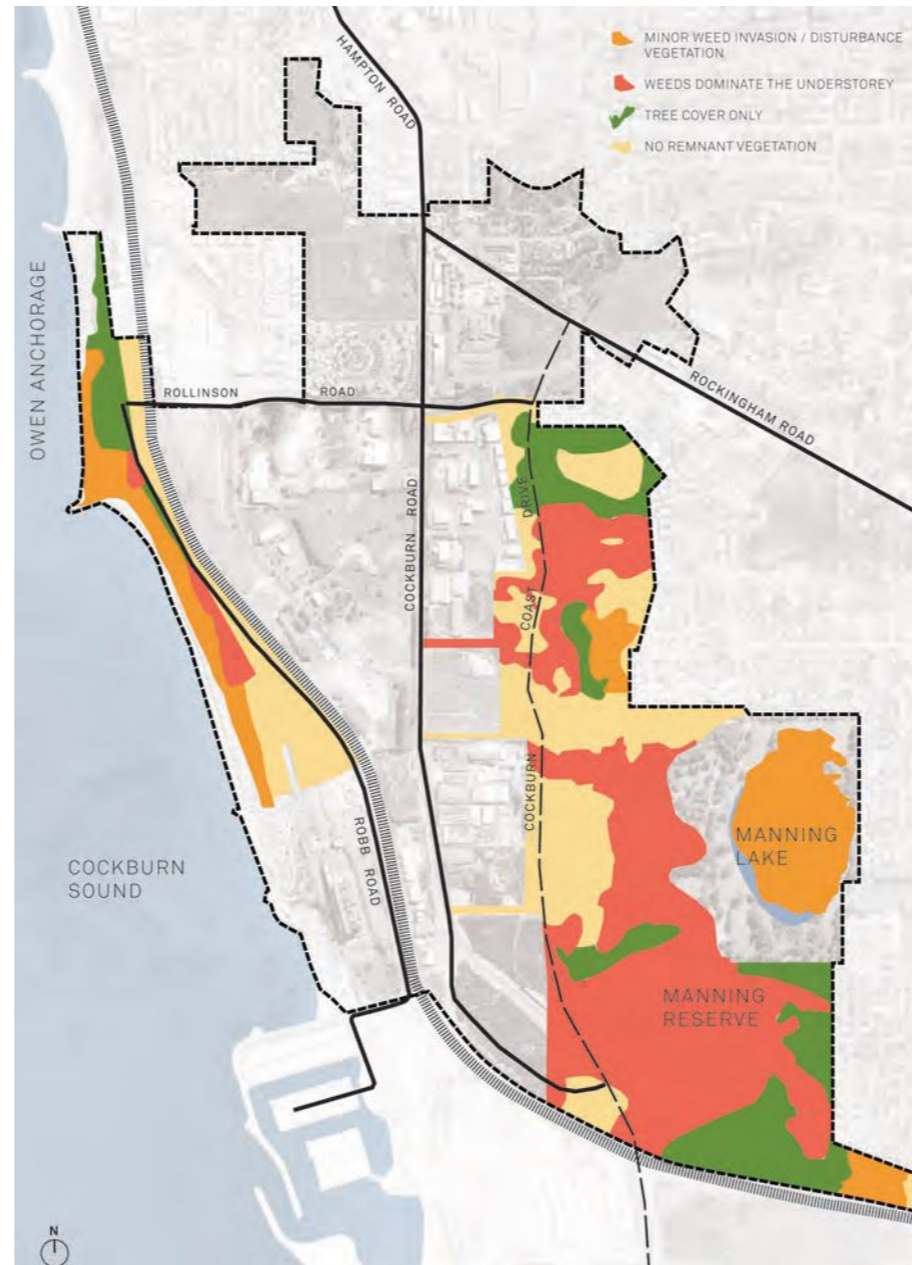 MINOR WEED INVASION / DISTURBANCE
VEGETATION
WEEDS DOMINATE THE UNDERSTOREY
TREE COVER ONLY
NO REMNANT VEGETATION
HAMPTON ROAD
OWEN ANCHORAGE
ROLLINSON ROAD
ROCKINGHAM ROAD
COCKBURN ROAD
COCKBURN COAST DRIVE
ROBB ROAD
COCKBURN
SOUND
MANNING
LAKE
MANNING
RESERVE
N